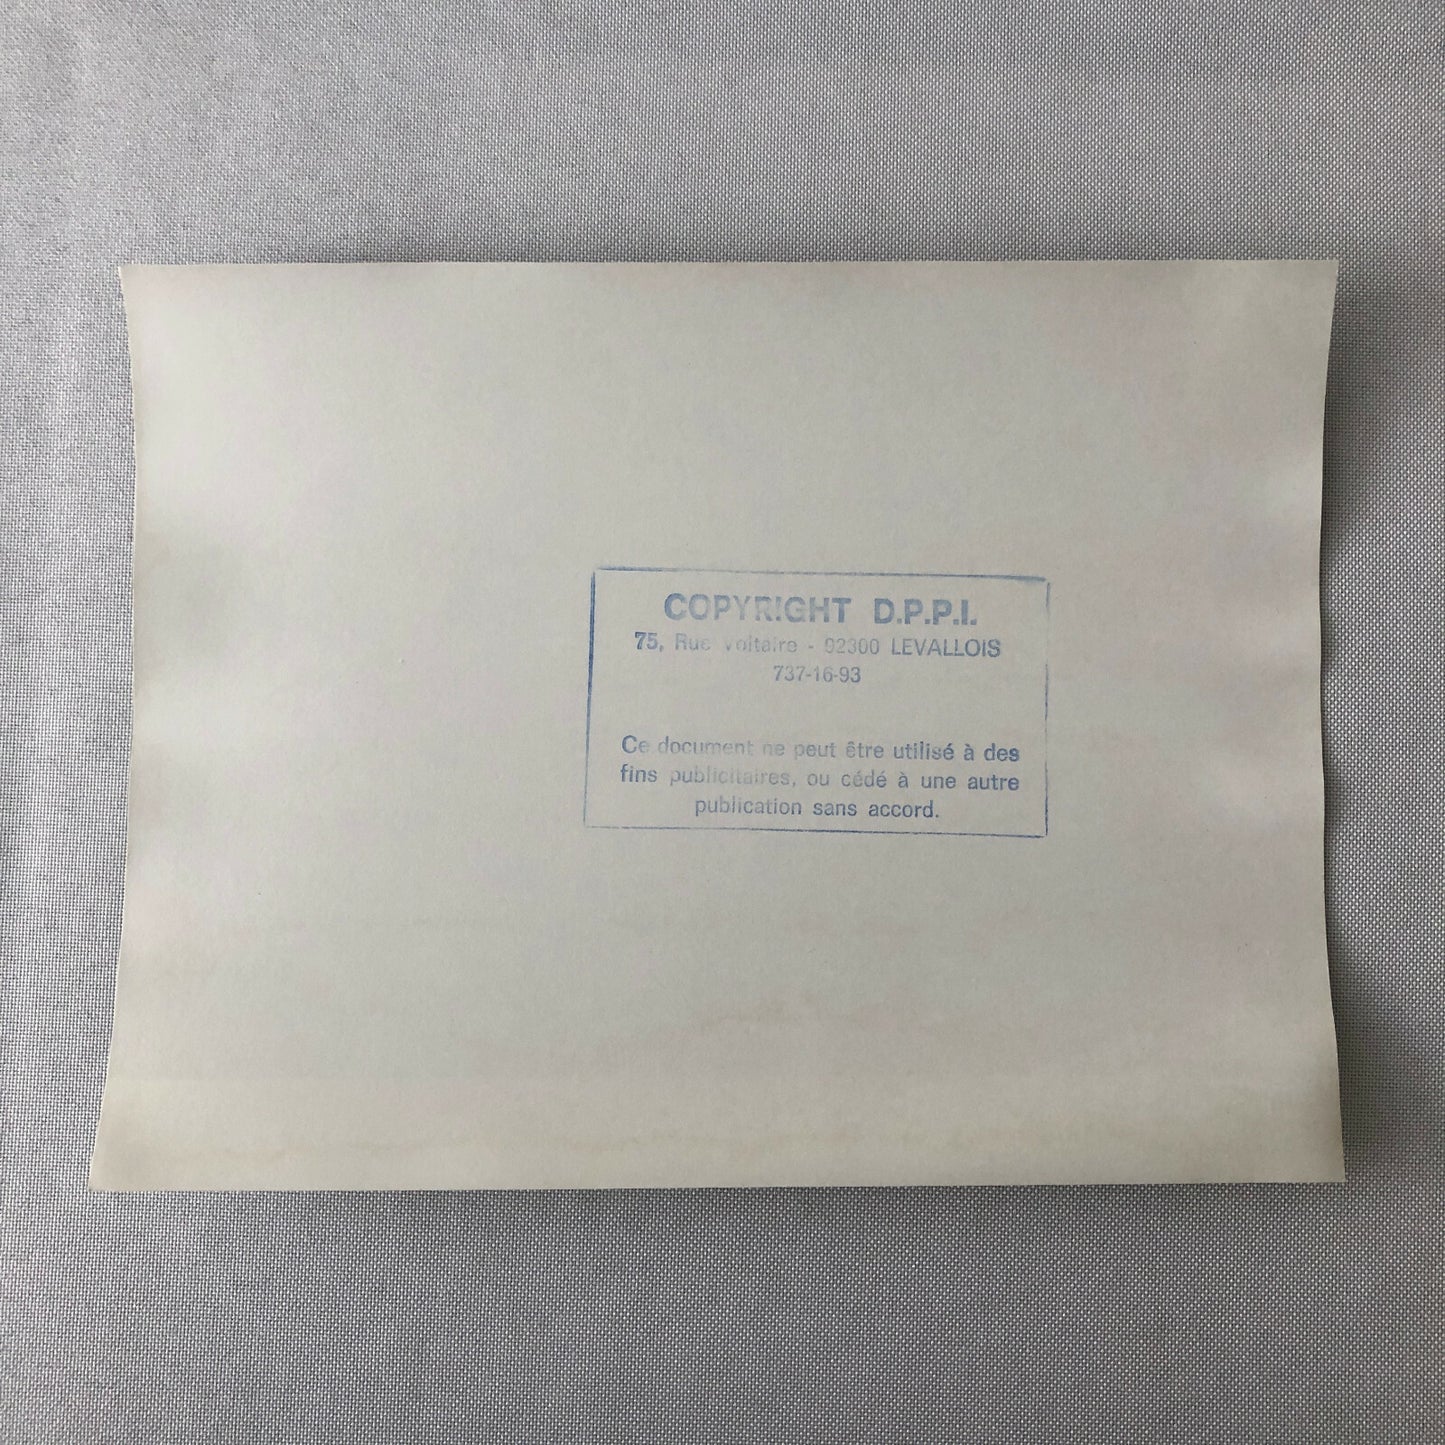 COPYRIGHT D.P.P.I.
75, Rue Voltaire - 92300 LEVALLOIS
737-16-93
Ce document ne peut être utilisé à des
fins publicitaires, ou cédé à une autre
publication sans accord.